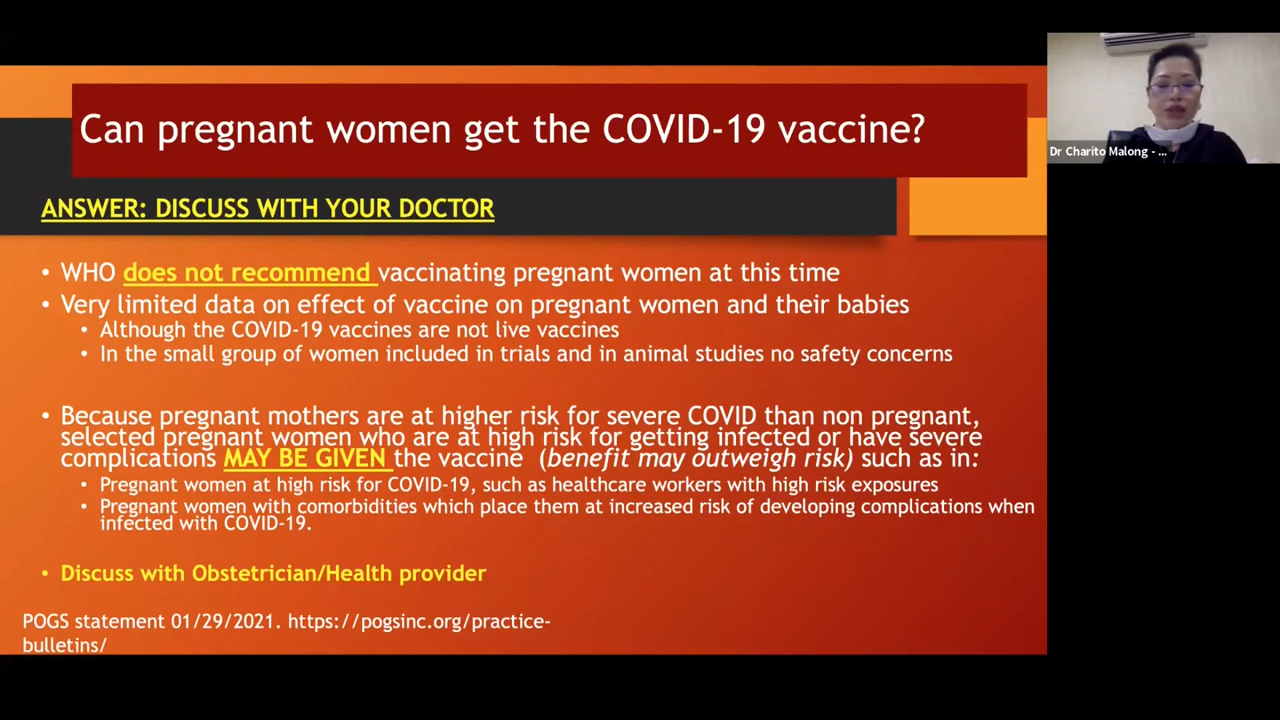 Can pregnant women get the COVID-19 vaccine?
Dr Charito Malong - ...
ANSWER: DISCUSS WITH YOUR DOCTOR
• WHO does not recommend vaccinating pregnant women at this time
• Very limited data on effect of vaccine on pregnant women and their babies
• Although the COVID-19 vaccines are not live vaccines
• In the small group of women included in trials and in animal studies no safety concerns
• Because pregnant mothers are at higher risk for severe COVID than non pregnant,
selected pregnant women who are at high risk for getting infected or have severe
complications MAY BE GIVEN the vaccine (benefit may outweigh risk) such as in:
• Pregnant women at high risk for COVID-19, such as healthcare workers with high risk exposures
• Pregnant women with comorbidities which place them at increased risk of developing complications when
infected with COVID-19.
• Discuss with Obstetrician/Health provider
POGS statement 01/29/2021. https://pogsinc.org/practice-
bulletins/